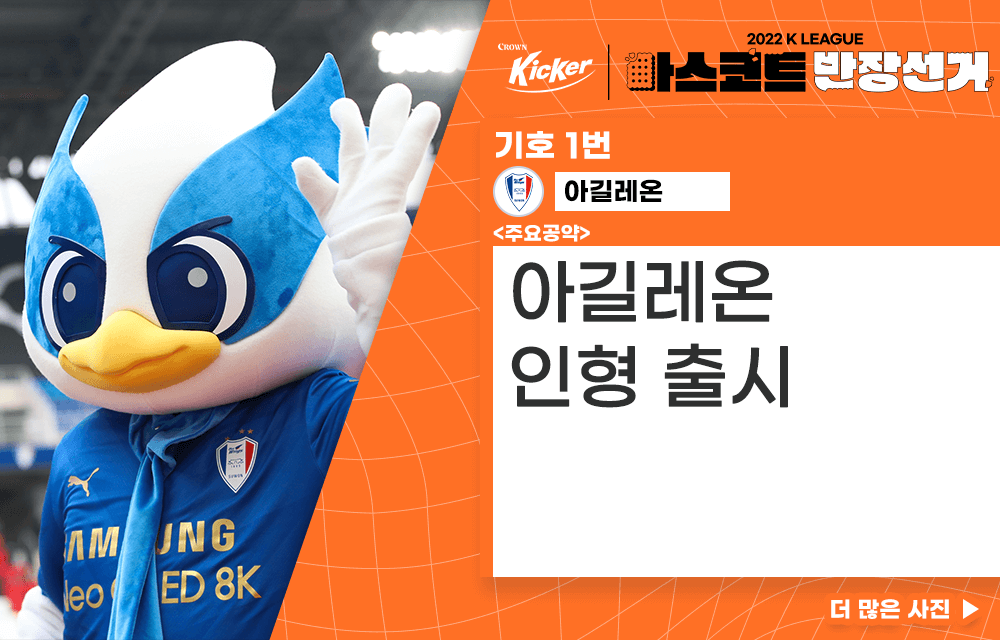 CROWN
Kicker
2022 K LEAGUE
마스코트 반장선거
기호 1번
아길레온
<주요공약>
아길레온
인형 출시
SAMSUNG
Neo QLED 8K
더 많은 사진 ▶